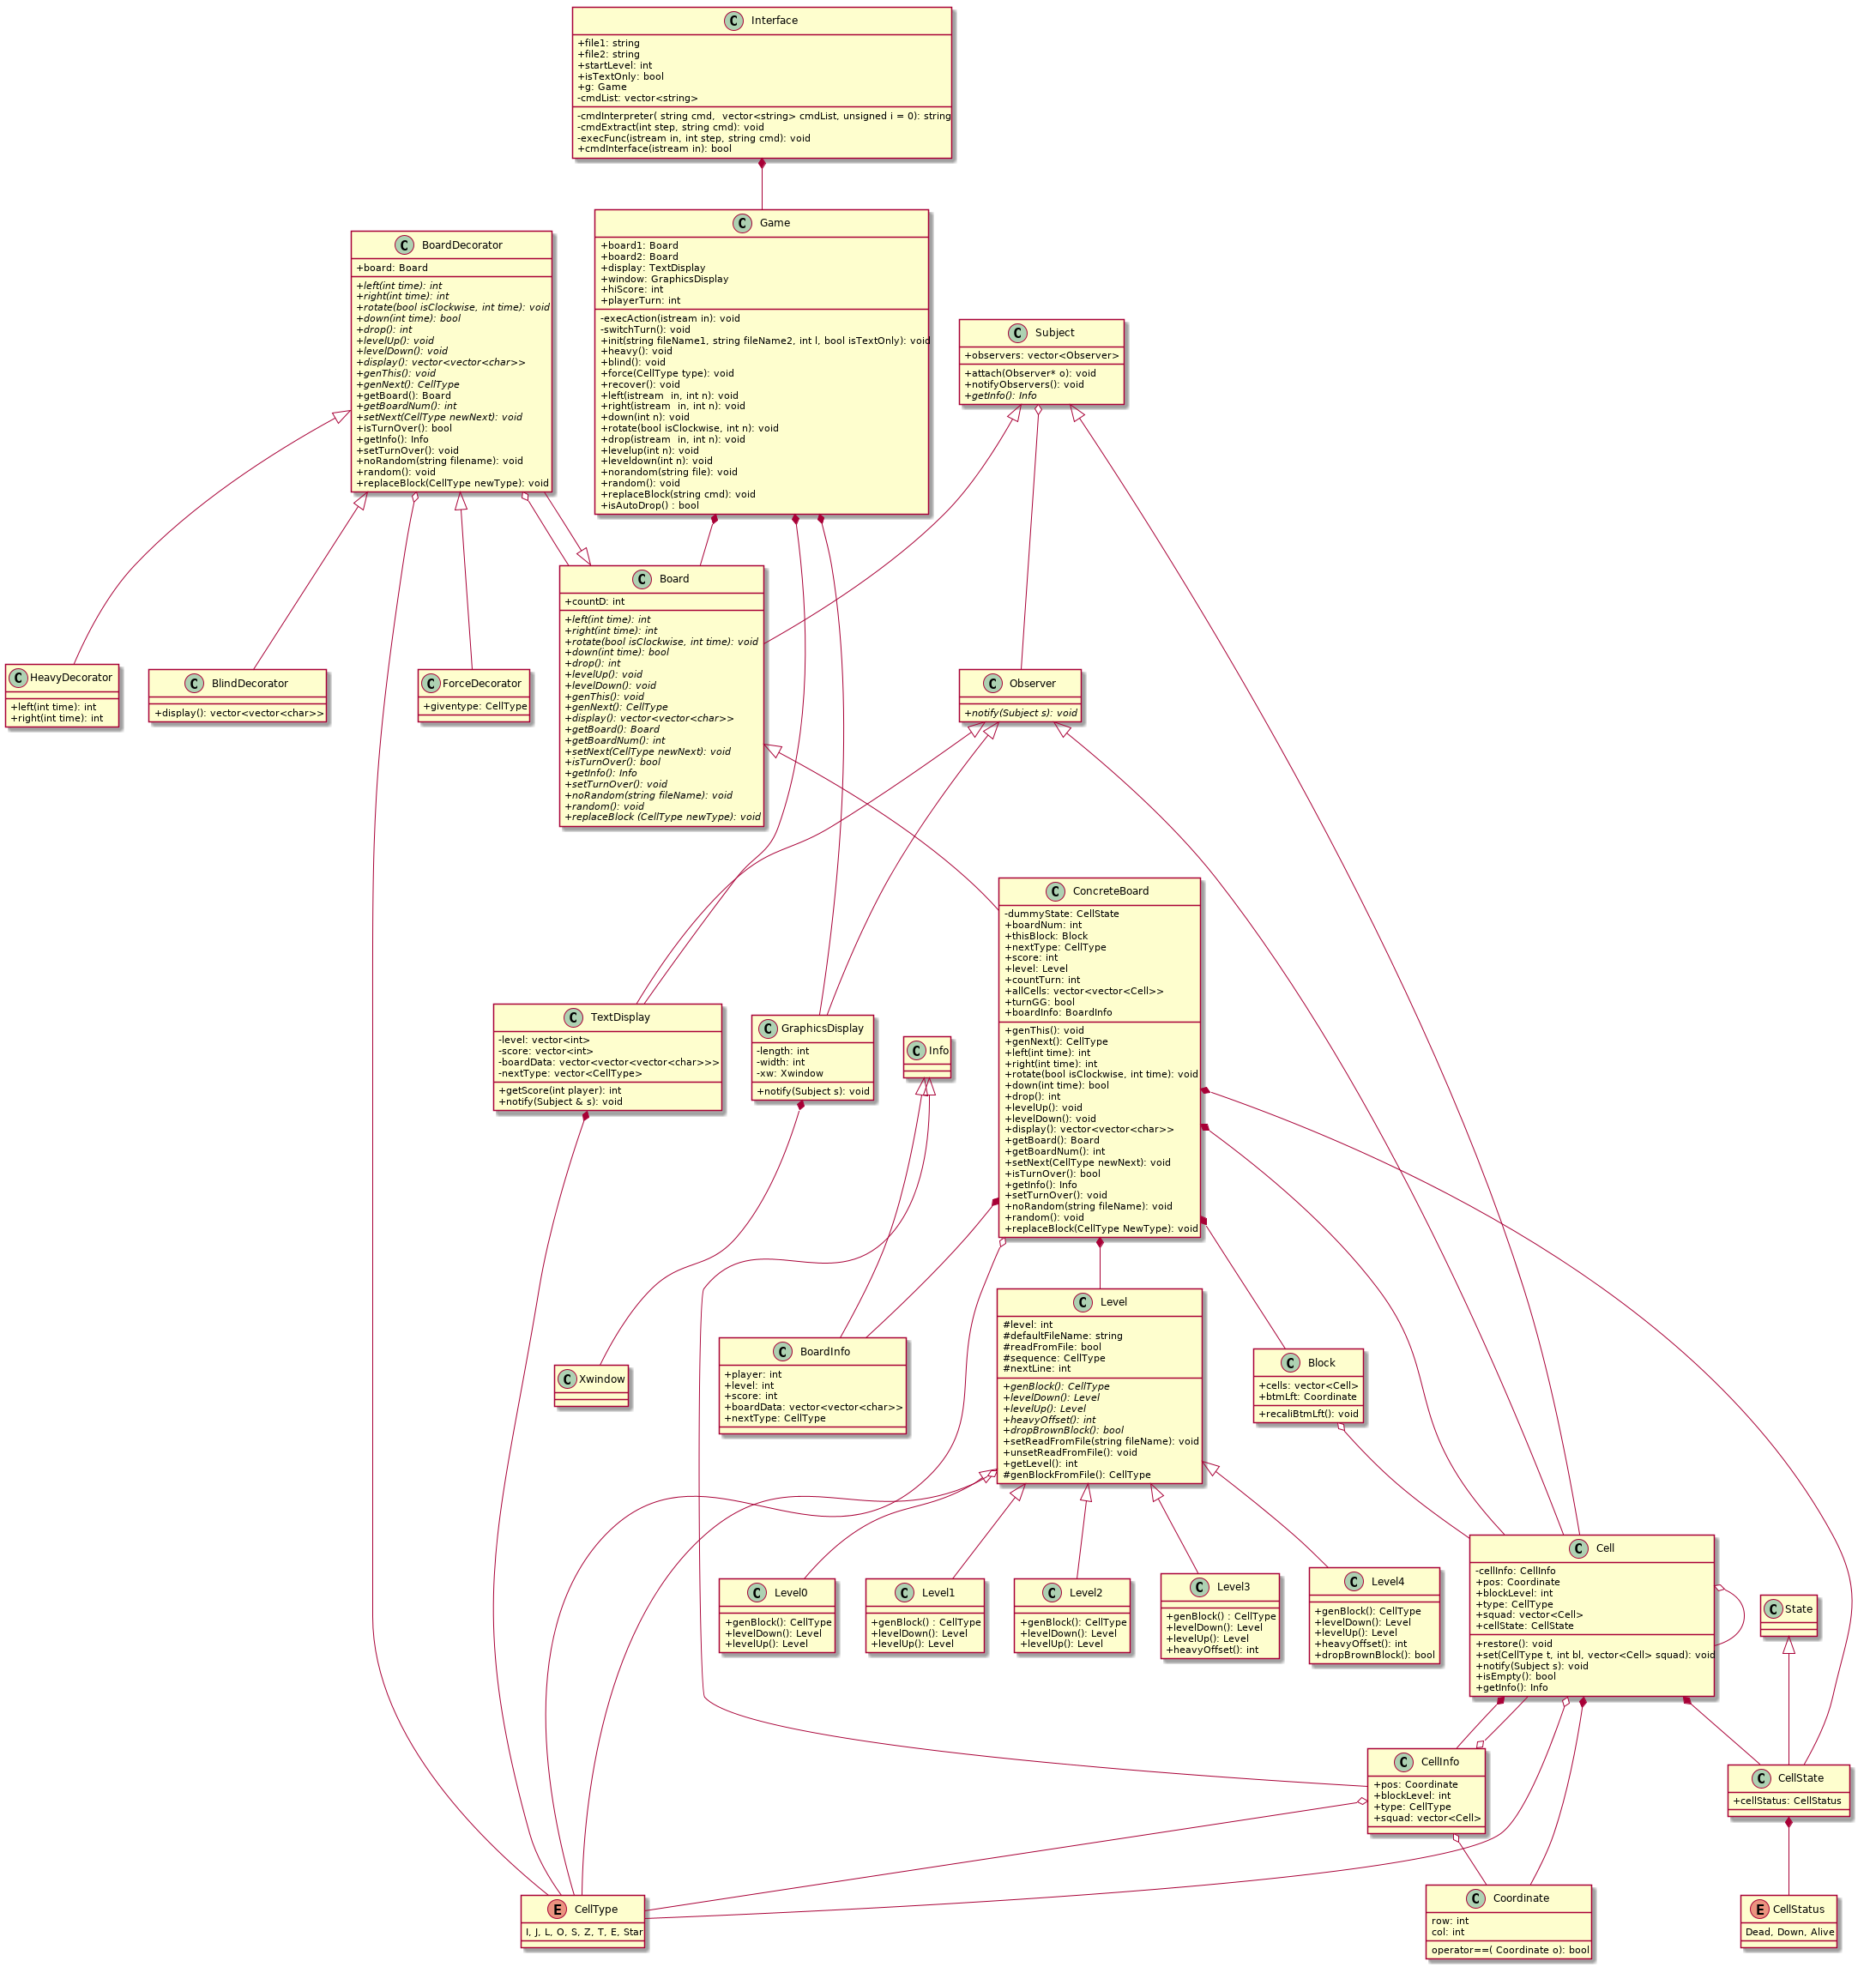 C Interface
+file1: string
+file2: string
+startLevel: int
+isTextOnly: bool
+g: Game
-cmdList: vector<string>
-cmdInterpreter( string cmd,  vector<string> cmdList, unsigned i = 0): string
-cmdExtract(int step, string cmd): void
-execFunc(istream in, int step, string cmd): void
+cmdInterface(istream in): bool
C Game
+board1: Board
+board2: Board
+display: TextDisplay
+window: GraphicsDisplay
+hiScore: int
+playerTurn: int
-execAction(istream in): void
-switchTurn(): void
+init(string fileName1, string fileName2, int l, bool isTextOnly): void
+heavy(): void
+blind(): void
+force(CellType type): void
+recover(): void
+left(istream  in, int n): void
+right(istream  in, int n): void
+down(int n): void
+rotate(bool isClockwise, int n): void
+drop(istream  in, int n): void
+levelup(int n): void
+leveldown(int n): void
+norandom(string file): void
+random(): void
+replaceBlock(string cmd): void
+isAutoDrop() : bool
C BoardDecorator
+board: Board
+left(int time): int
+right(int time): int
+rotate(bool isClockwise, int time): void
+down(int time): bool
+drop(): int
+levelUp(): void
+levelDown(): void
+display(): vector<vector<char>>
+genThis(): void
+genNext(): CellType
+getBoard(): Board
+getBoardNum(): int
+setNext(CellType newNext): void
+isTurnOver(): bool
+getInfo(): Info
+setTurnOver(): void
+noRandom(string filename): void
+random(): void
+replaceBlock(CellType newType): void
C Subject
+observers: vector<Observer>
+attach(Observer* o): void
+notifyObservers(): void
+getInfo(): Info
C Board
+countD: int
+left(int time): int
+right(int time): int
+rotate(bool isClockwise, int time): void
+down(int time): bool
+drop(): int
+levelUp(): void
+levelDown(): void
+genThis(): void
+genNext(): CellType
+display(): vector<vector<char>>
+getBoard(): Board
+getBoardNum(): int
+setNext(CellType newNext): void
+isTurnOver(): bool
+getInfo(): Info
+setTurnOver(): void
+noRandom(string fileName): void
+random(): void
+replaceBlock (CellType newType): void
C HeavyDecorator
+left(int time): int
+right(int time): int
C BlindDecorator
+display(): vector<vector<char>>
C ForceDecorator
+giventype: CellType
C Observer
+notify(Subject s): void
C ConcreteBoard
-dummyState: CellState
+boardNum: int
+thisBlock: Block
+nextType: CellType
+score: int
+level: Level
+countTurn: int
+allCells: vector<vector<Cell>>
+turnGG: bool
+boardInfo: BoardInfo
+genThis(): void
+genNext(): CellType
+left(int time): int
+right(int time): int
+rotate(bool isClockwise, int time): void
+down(int time): bool
+drop(): int
+levelUp(): void
+levelDown(): void
+display(): vector<vector<char>>
+getBoard(): Board
+getBoardNum(): int
+setNext(CellType newNext): void
+isTurnOver(): bool
+getInfo(): Info
+setTurnOver(): void
+noRandom(string fileName): void
+random(): void
+replaceBlock(CellType NewType): void
C TextDisplay
-level: vector<int>
-score: vector<int>
-boardData: vector<vector<vector<char>>>
-nextType: vector<CellType>
+getScore(int player): int
+notify(Subject & s): void
C GraphicsDisplay
-length: int
-width: int
-xw: Xwindow
+notify(Subject s): void
C Info
C Level
#level: int
#defaultFileName: string
#readFromFile: bool
#sequence: CellType
#nextLine: int
+genBlock(): CellType
+levelDown(): Level
+levelUp(): Level
+heavyOffset(): int
+dropBrownBlock(): bool
+setReadFromFile(string fileName): void
+unsetReadFromFile(): void
+getLevel(): int
#genBlockFromFile(): CellType
C Xwindow
C BoardInfo
+player: int
+level: int
+score: int
+boardData: vector<vector<char>>
+nextType: CellType
C Block
+cells: vector<Cell>
+btmLft: Coordinate
+recaliBtmLft(): void
C Level0
+genBlock(): CellType
+levelDown(): Level
+levelUp(): Level
C Level1
+genBlock() : CellType
+levelDown(): Level
+levelUp(): Level
C Level2
+genBlock(): CellType
+levelDown(): Level
+levelUp(): Level
C Level3
+genBlock() : CellType
+levelDown(): Level
+levelUp(): Level
+heavyOffset(): int
C Level4
+genBlock(): CellType
+levelDown(): Level
+levelUp(): Level
+heavyOffset(): int
+dropBrownBlock(): bool
C Cell
-cellInfo: CellInfo
+pos: Coordinate
+blockLevel: int
+type: CellType
+squad: vector<Cell>
+cellState: CellState
+restore(): void
+set(CellType t, int bl, vector<Cell> squad): void
+notify(Subject s): void
+isEmpty(): bool
+getInfo(): Info
C State
C CellInfo
+pos: Coordinate
+blockLevel: int
+type: CellType
+squad: vector<Cell>
C CellState
+cellStatus: CellStatus
E CellType
I, J, L, O, S, Z, T, E, Star
C Coordinate
row: int
col: int
operator==( Coordinate o): bool
E CellStatus
Dead, Down, Alive